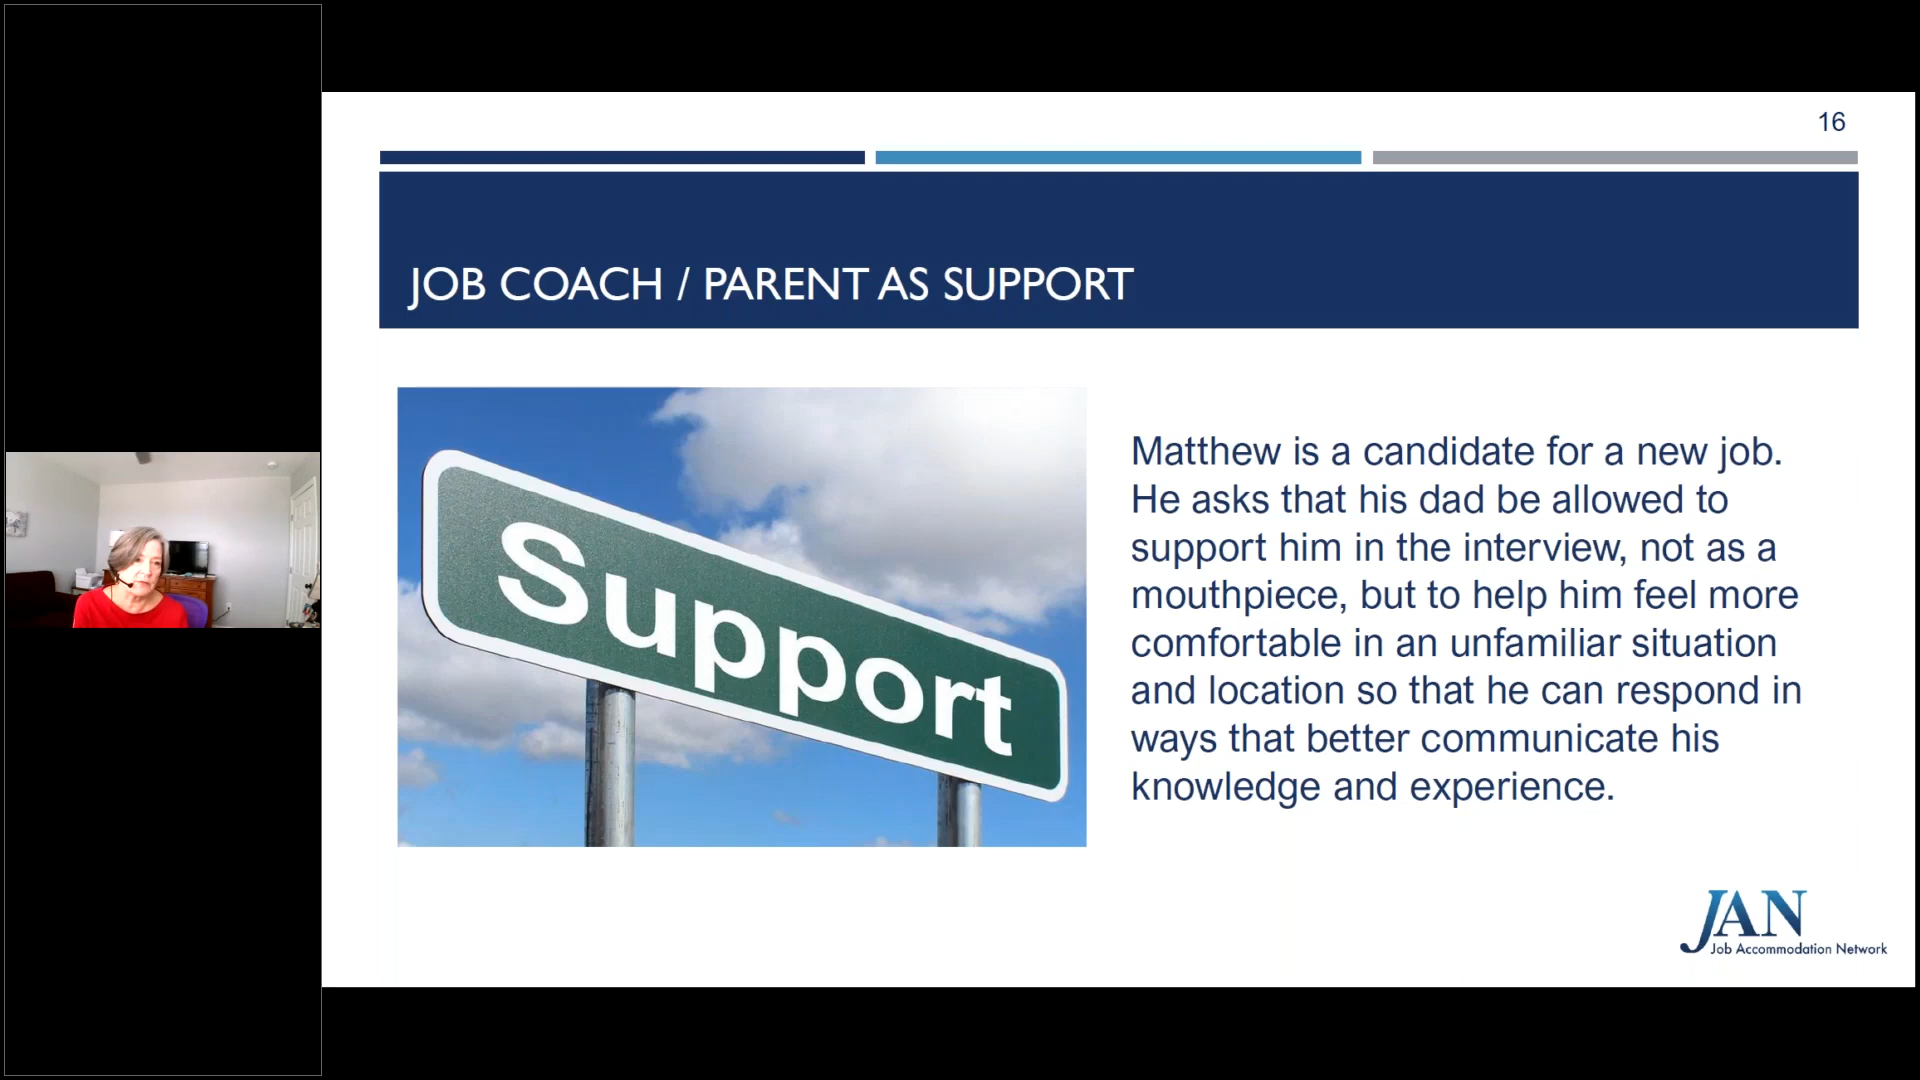 16
JOB COACH / PARENT AS SUPPORT
Support
Matthew is a candidate for a new job.
He asks that his dad be allowed to
support him in the interview, not as a
mouthpiece, but to help him feel more
comfortable in an unfamiliar situation
and location so that he can respond in
ways that better communicate his
knowledge and experience.
JAN
Job Accommodation Network